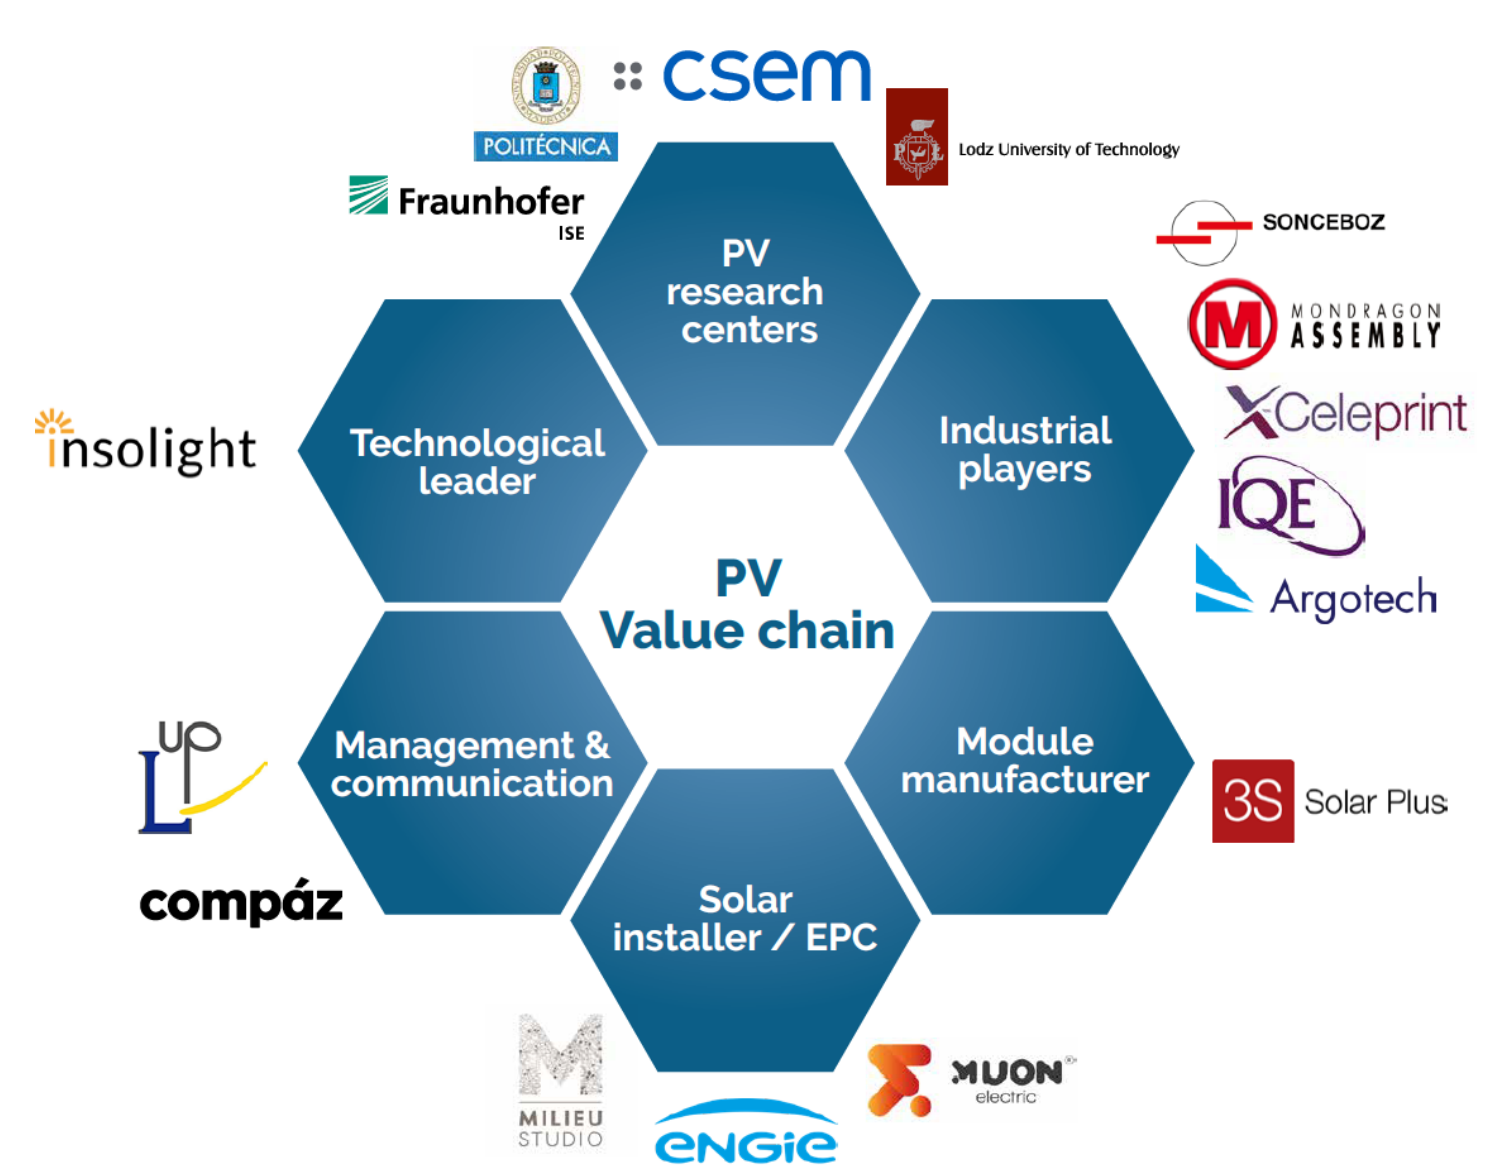 csem
POLITÉCNICA
Lodz University of Technology
Fraunhofer
ISE
PV
research
centers
SONCEBOZ
MONDRAGON
ASSEMBLY
XCeleprint
IQE
Argotech
Industrial
players
insolight
Technological
leader
PV
Value chain
UP
L
Management &
communication
compáz
Module
manufacturer
3S Solar Plus
Solar
installer / EPC
M
MILIEU
STUDIO
ENGIE
MUON
electric